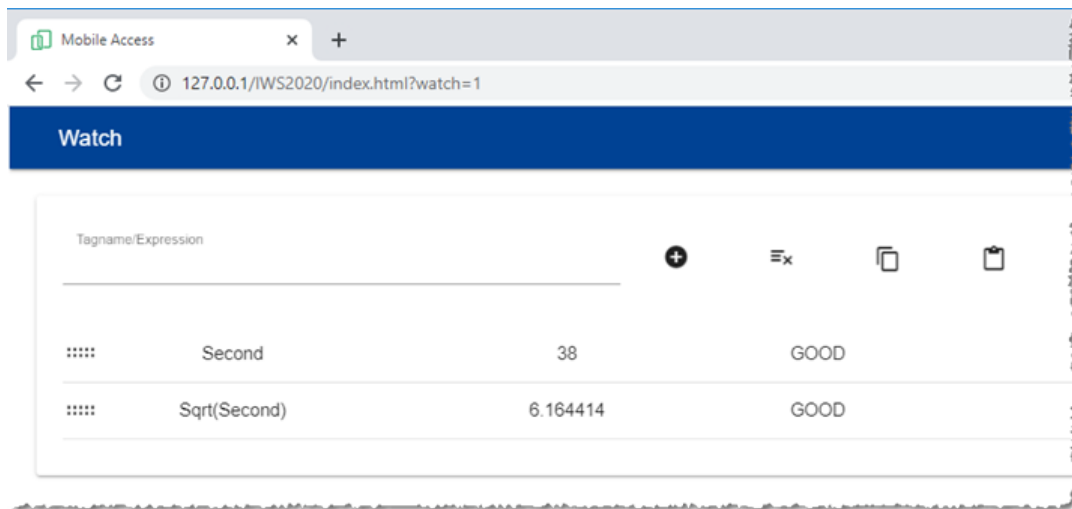 Mobile Access
127.0.0.1/IWS2020/index.html?watch=1
Watch
Tagname/Expression
Second 38 GOOD
Sqrt(Second) 6.164414 GOOD